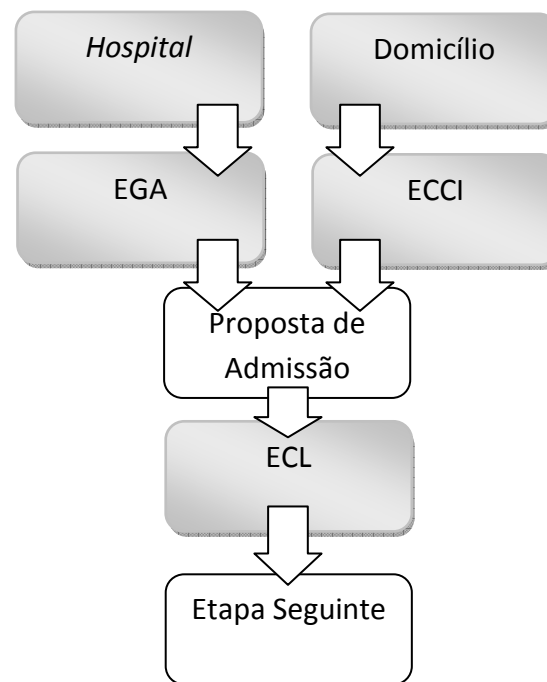 Hospital
Domicílio
EGA
ECCI
Proposta de
Admissão
ECL
Etapa Seguinte